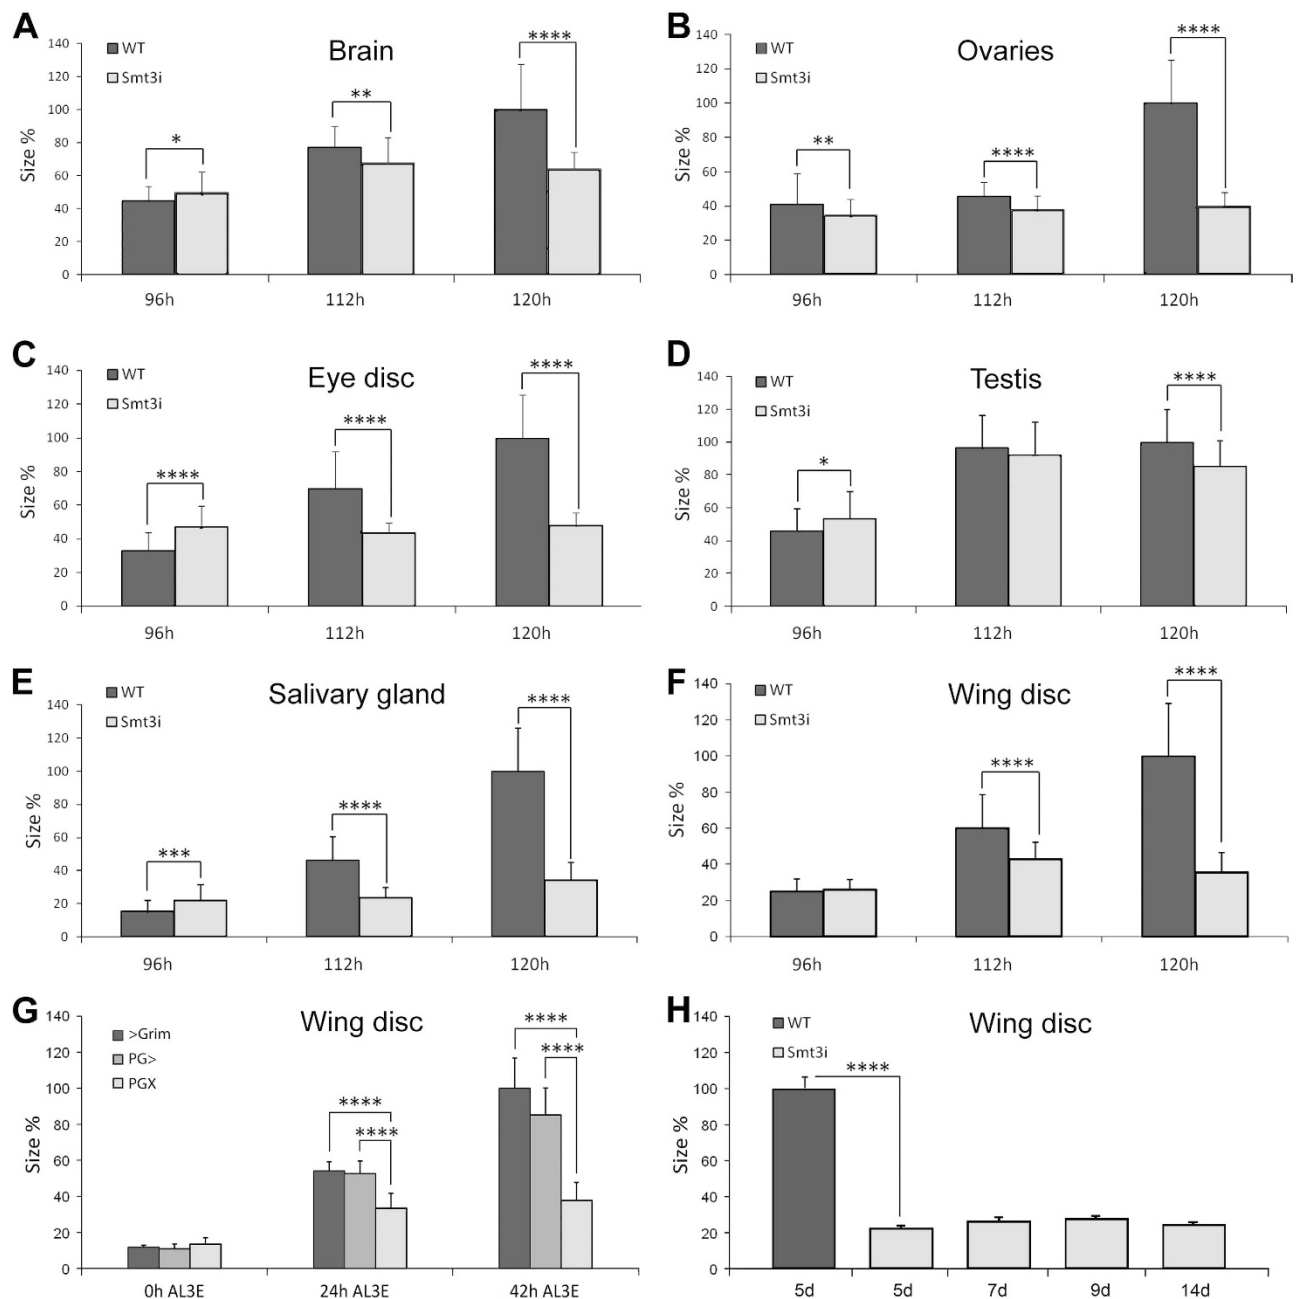 A
Brain
WT
Smt3i
Size %
140
120
100
80
60
40
20
0
*
**
****
96h
112h
120h
B
Ovaries
WT
Smt3i
Size %
140
120
100
80
60
40
20
0
**
****
****
96h
112h
120h
C
Eye disc
WT
Smt3i
Size %
140
120
100
80
60
40
20
0
****
****
****
96h
112h
120h
D
Testis
WT
Smt3i
Size %
140
120
100
80
60
40
20
0
*
****
96h
112h
120h
E
Salivary gland
WT
Smt3i
Size %
140
120
100
80
60
40
20
0
***
****
****
96h
112h
120h
F
Wing disc
WT
Smt3i
Size %
140
120
100
80
60
40
20
0
****
****
96h
112h
120h
G
Wing disc
>Grim
PG>
PGX
Size %
140
120
100
80
60
40
20
0
****
****
****
****
0h AL3E
24h AL3E
42h AL3E
H
Wing disc
WT
Smt3i
Size %
140
120
100
80
60
40
20
0
****
5d
5d
7d
9d
14d